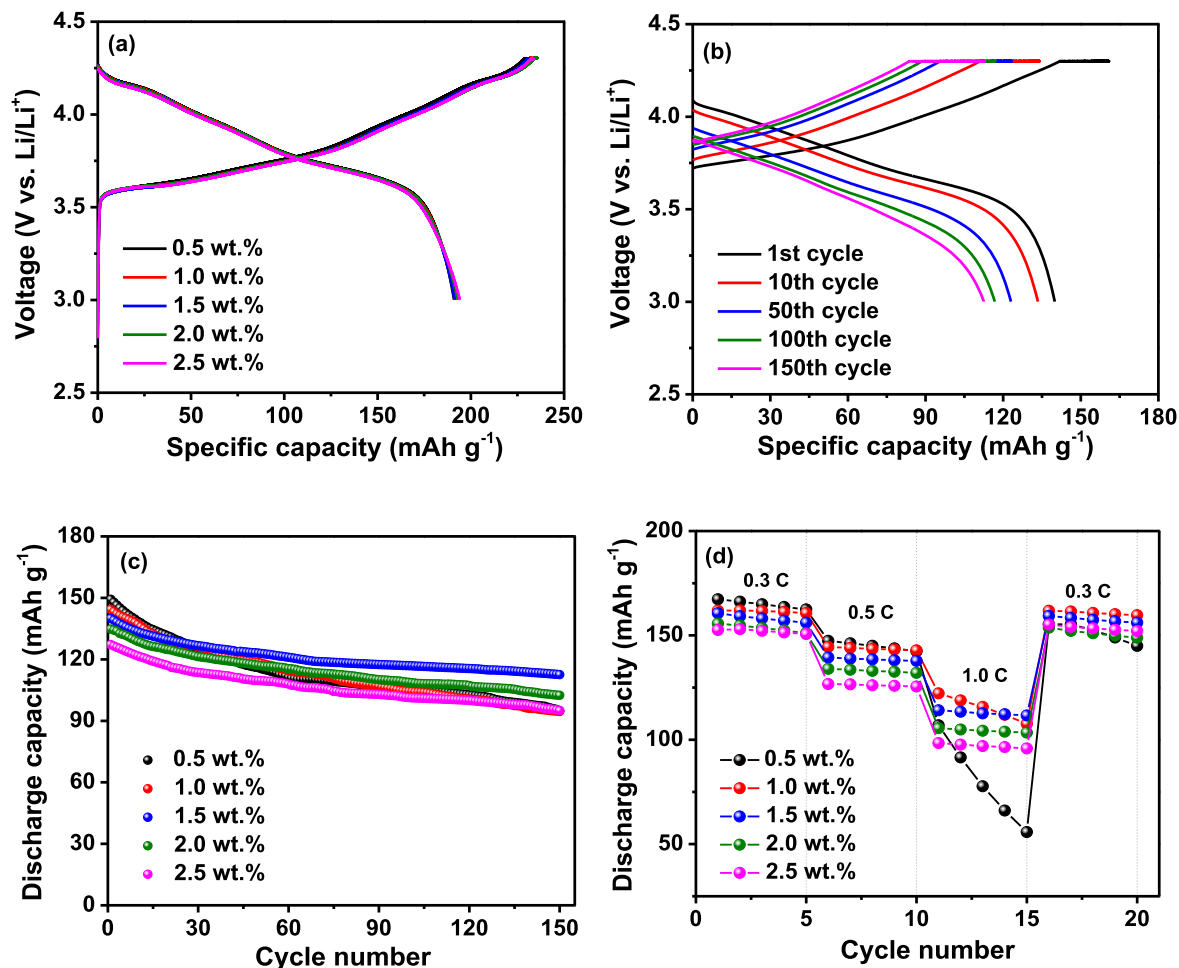 (a)
4.5
4.0
3.5
3.0
2.5
Voltage (V vs. Li/Li⁺)
0.5 wt.%
1.0 wt.%
1.5 wt.%
2.0 wt.%
2.5 wt.%
0 50 100 150 200 250
Specific capacity (mAh g⁻¹)
(b)
4.5
4.0
3.5
3.0
2.5
Voltage (V vs. Li/Li⁺)
1st cycle
10th cycle
50th cycle
100th cycle
150th cycle
0 30 60 90 120 150 180
Specific capacity (mAh g⁻¹)
(c)
180
150
120
90
60
30
0
Discharge capacity (mAh g⁻¹)
0.5 wt.%
1.0 wt.%
1.5 wt.%
2.0 wt.%
2.5 wt.%
0 30 60 90 120 150
Cycle number
(d)
200
150
100
50
Discharge capacity (mAh g⁻¹)
0.3 C
0.5 C
1.0 C
0.3 C
0.5 wt.%
1.0 wt.%
1.5 wt.%
2.0 wt.%
2.5 wt.%
0 5 10 15 20
Cycle number